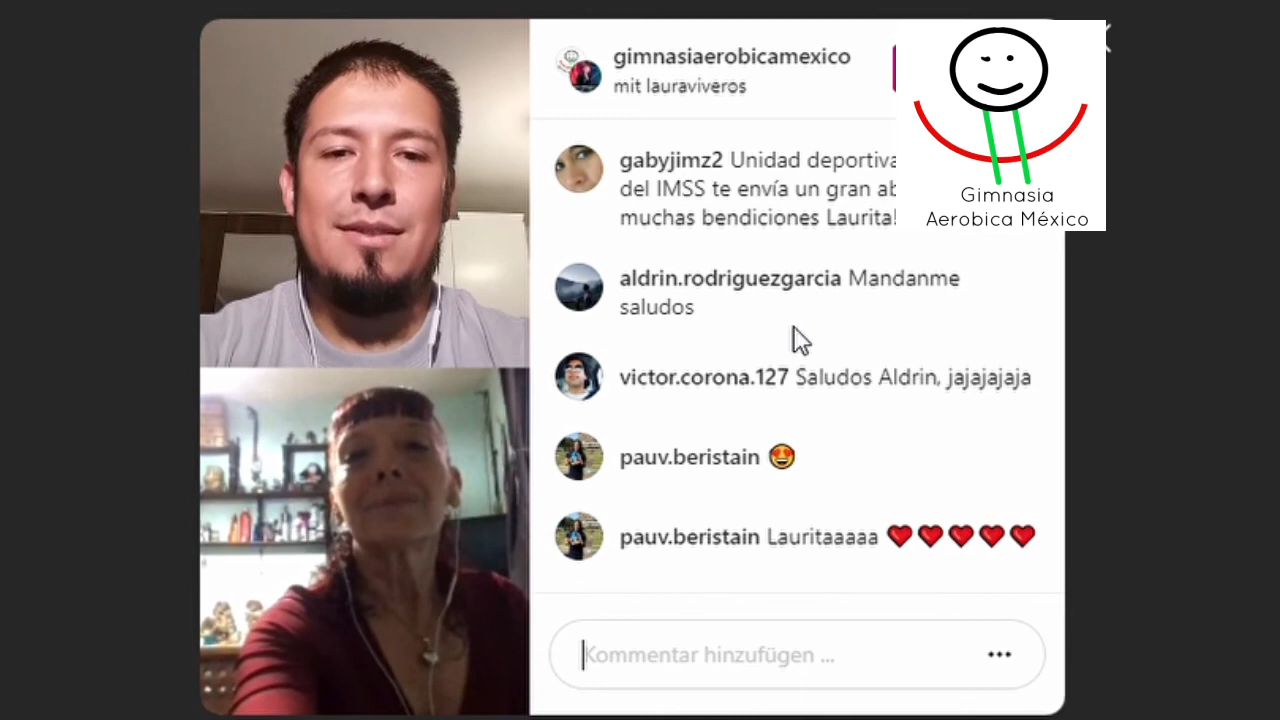 gimnasiaerobicamexico
mit lauraviveros
gabyjimz2 Unidad deportiva
del IMSS te envía un gran ab
muchas bendiciones Laurita!
aldrin.rodriguezgarcia Mandanme
saludos
victor.corona.127 Saludos Aldrin, jajajajaja
pauv.beristain 😍
pauv.beristain Lauritaaaaa ❤❤❤❤❤
Kommentar hinzufügen ...
Gimnasia
Aerobica México